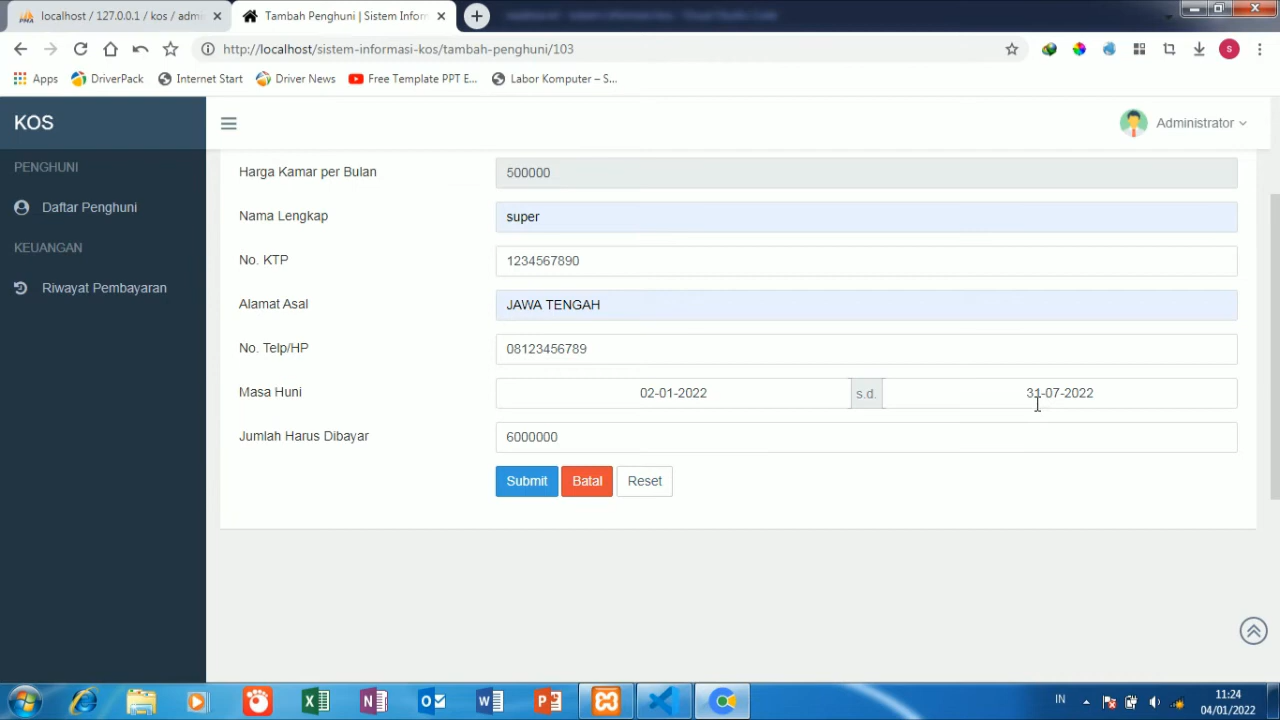 localhost / 127.0.0.1 / kos / adm
Tambah Penghuni | Sistem Infor
http://localhost/sistem-informasi-kos/tambah-penghuni/103
S
Apps
DriverPack
Internet Start
Driver News
Free Template PPT E...
Labor Komputer – S...
KOS
Administrator
PENGHUNI
Daftar Penghuni
KEUANGAN
Riwayat Pembayaran
Harga Kamar per Bulan
500000
Nama Lengkap
super
No. KTP
1234567890
Alamat Asal
JAWA TENGAH
No. Telp/HP
08123456789
Masa Huni
02-01-2022
s.d.
31-07-2022
Jumlah Harus Dibayar
6000000
Submit
Batal
Reset
IN
11:24
04/01/2022